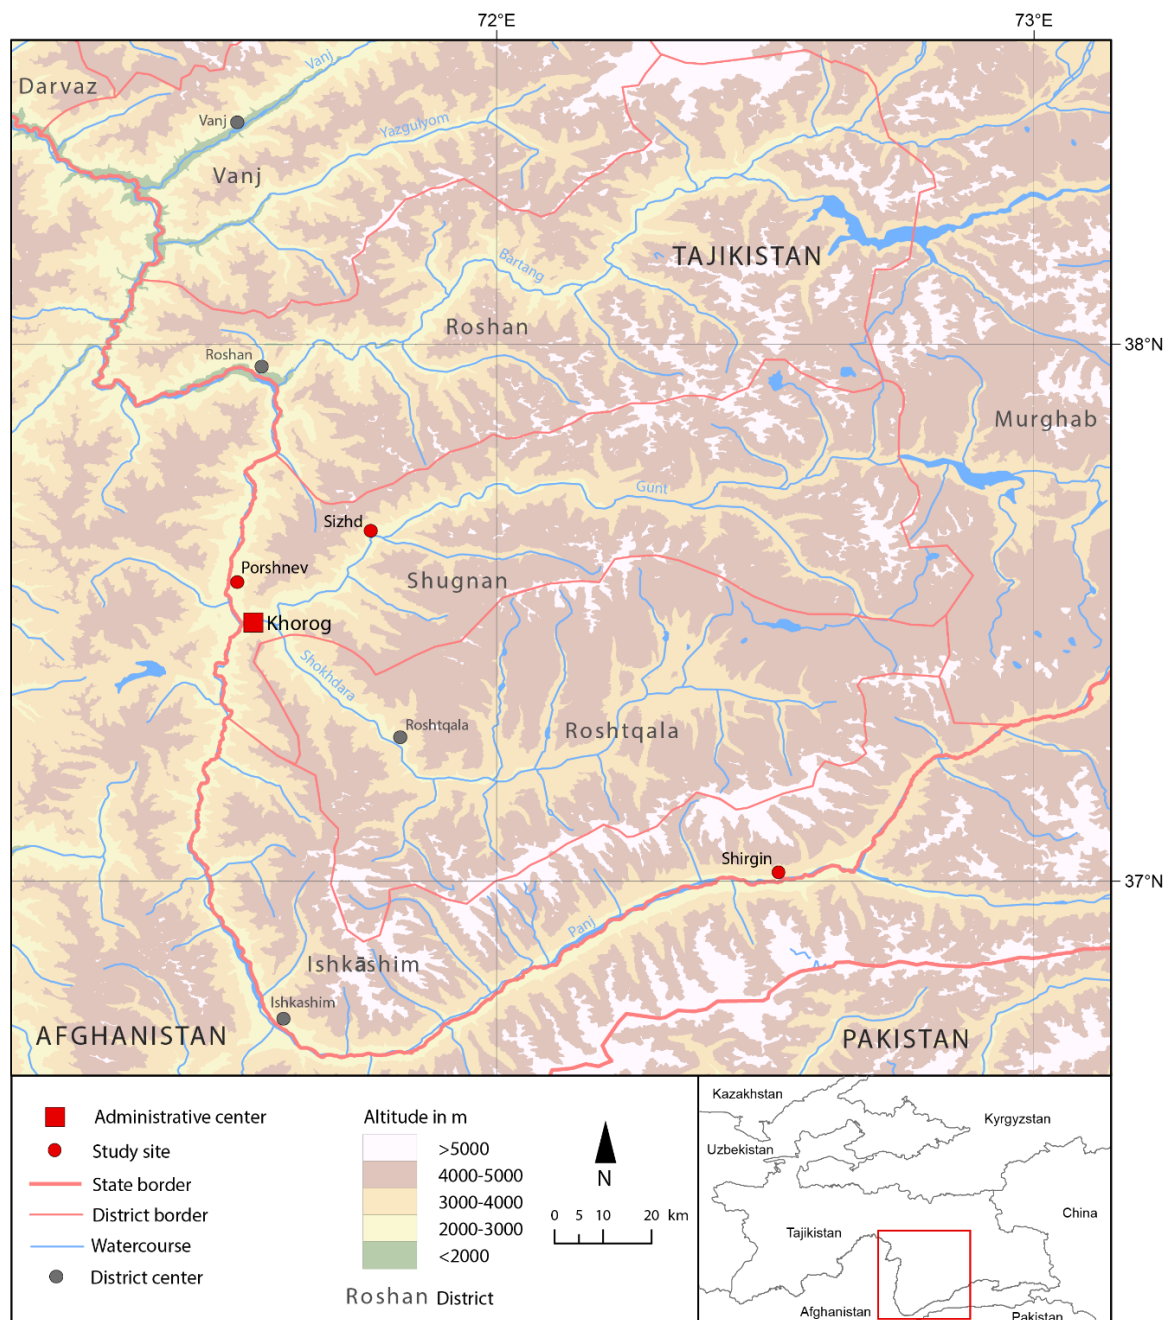 72°E
73°E
Darvaz
Vanj
Vanj
Yazgulyom
Vanj
TAJIKISTAN
Bartang
Roshan
38°N
Roshan
Murghab
Gunt
Sizhd
Porshnev
Shugnan
Khorog
Shokhdara
Roshtqala
Roshtqala
Shirgin
37°N
Panj
Ishkāshim
Ishkashim
AFGHANISTAN
PAKISTAN
Administrative center
Study site
State border
District border
Watercourse
District center
Altitude in m
>5000
4000-5000
3000-4000
2000-3000
<2000
Roshan District
N
0 5 10 20 km
Kazakhstan
Kyrgyzstan
Uzbekistan
China
Tajikistan
Afghanistan
Pakistan